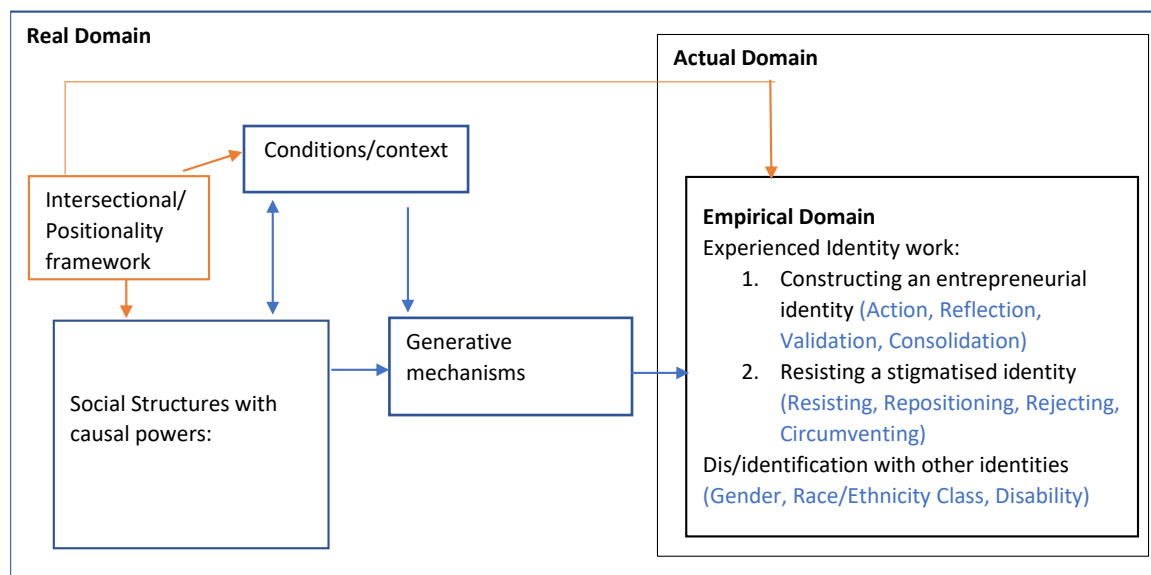 Real Domain
Actual Domain
Conditions/context
Intersectional/
Positionality
framework
Social Structures with
causal powers:
Generative
mechanisms
Empirical Domain
Experienced Identity work:
1. Constructing an entrepreneurial
identity (Action, Reflection,
Validation, Consolidation)
2. Resisting a stigmatised identity
(Resisting, Repositioning, Rejecting,
Circumventing)
Dis/identification with other identities
(Gender, Race/Ethnicity Class, Disability)